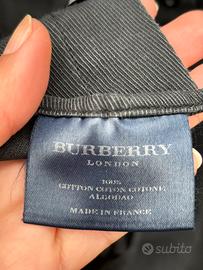 BURBERRY
LONDON
100%
COTTON COTON COTONE
ALGODAO
MADE IN FRANCE
subito